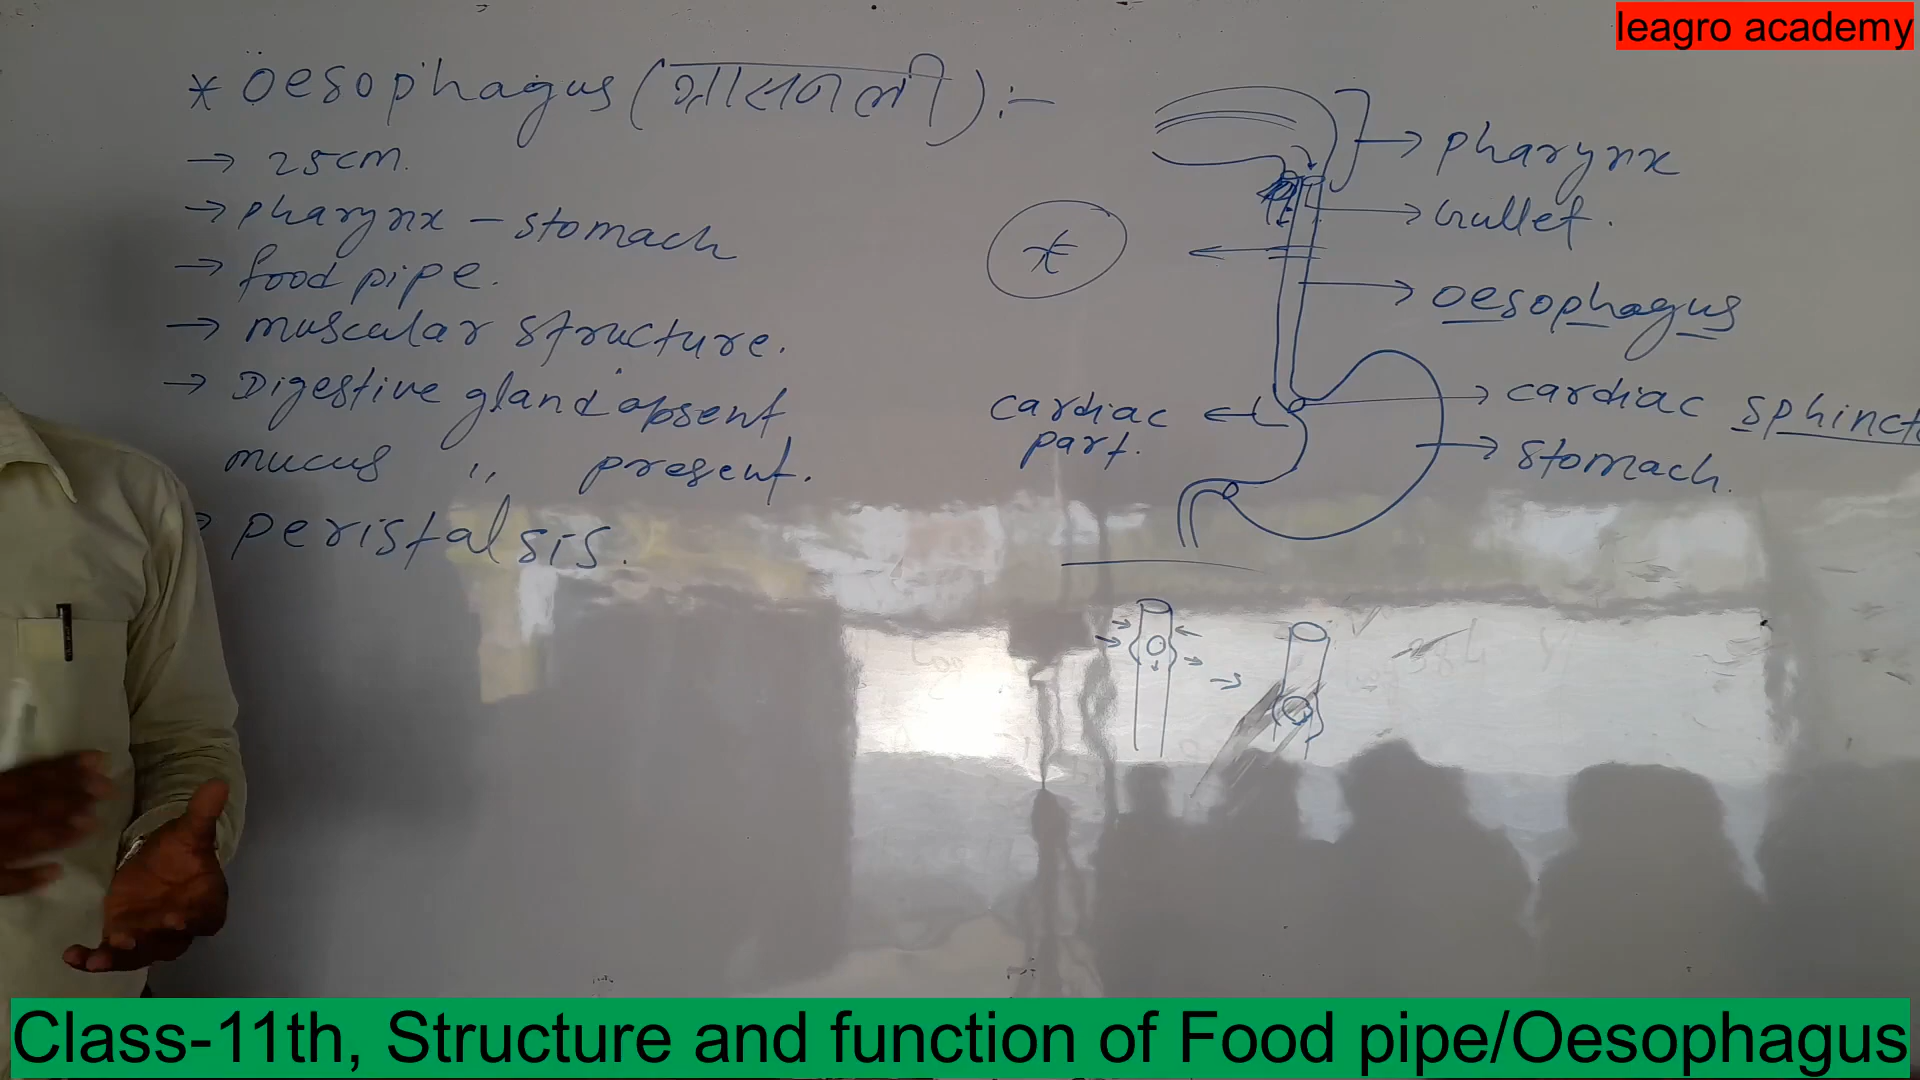 leagro academy
* Oesophagus (ग्रासनली) :-
→ 25cm.
→ pharynx - stomach
→ food pipe.
→ muscular structure.
→ Digestive gland absent
mucus " present.
→ peristalsis.
→ pharynx
→ Gullet.
→ oesophagus
→ cardiac sphincte
→ stomach.
cardiac
part.
Class-11th, Structure and function of Food pipe/Oesophagus